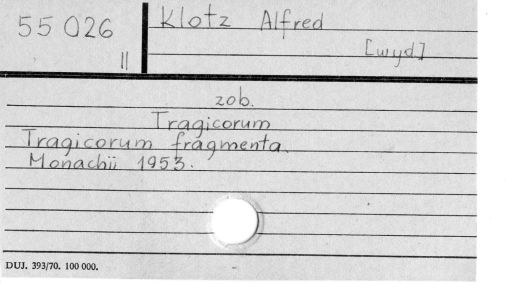 55 026
II
Klotz Alfred
[wyd]
zob.
Tragicorum
Tragicorum fragmenta.
Monachii 1953.
DUJ. 393/70. 100 000.